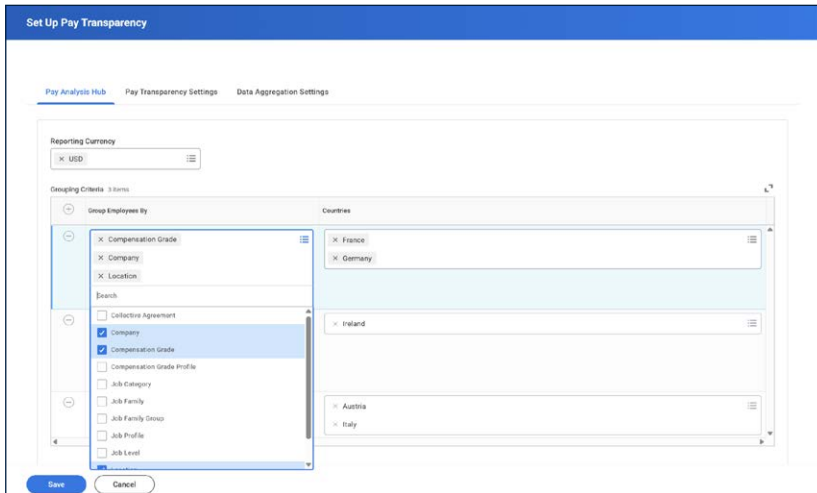 Set Up Pay Transparency
Pay Analysis Hub Pay Transparency Settings Data Aggregation Settings
Reporting Currency
× USD
Grouping Criteria 3 items
Group Employees By Countries
× Compensation Grade × France
× Company × Germany
× Location
Search
Collective Agreement
Company × Ireland
Compensation Grade
Compensation Grade Profile
Job Category
Job Family × Austria
Job Family Group × Italy
Job Profile
Job Level
Save Cancel